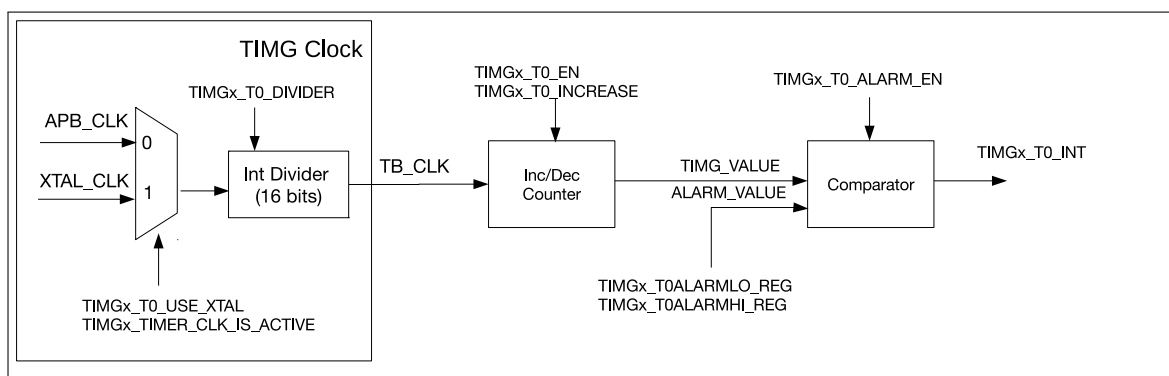 TIMG Clock
TIMGx_T0_DIVIDER
APB_CLK
0
XTAL_CLK
1
Int Divider
(16 bits)
TIMGx_T0_USE_XTAL
TIMGx_TIMER_CLK_IS_ACTIVE
TB_CLK
TIMGx_T0_EN
TIMGx_T0_INCREASE
Inc/Dec
Counter
TIMG_VALUE
ALARM_VALUE
TIMGx_T0ALARMLO_REG
TIMGx_T0ALARMHI_REG
TIMGx_T0_ALARM_EN
Comparator
TIMGx_T0_INT